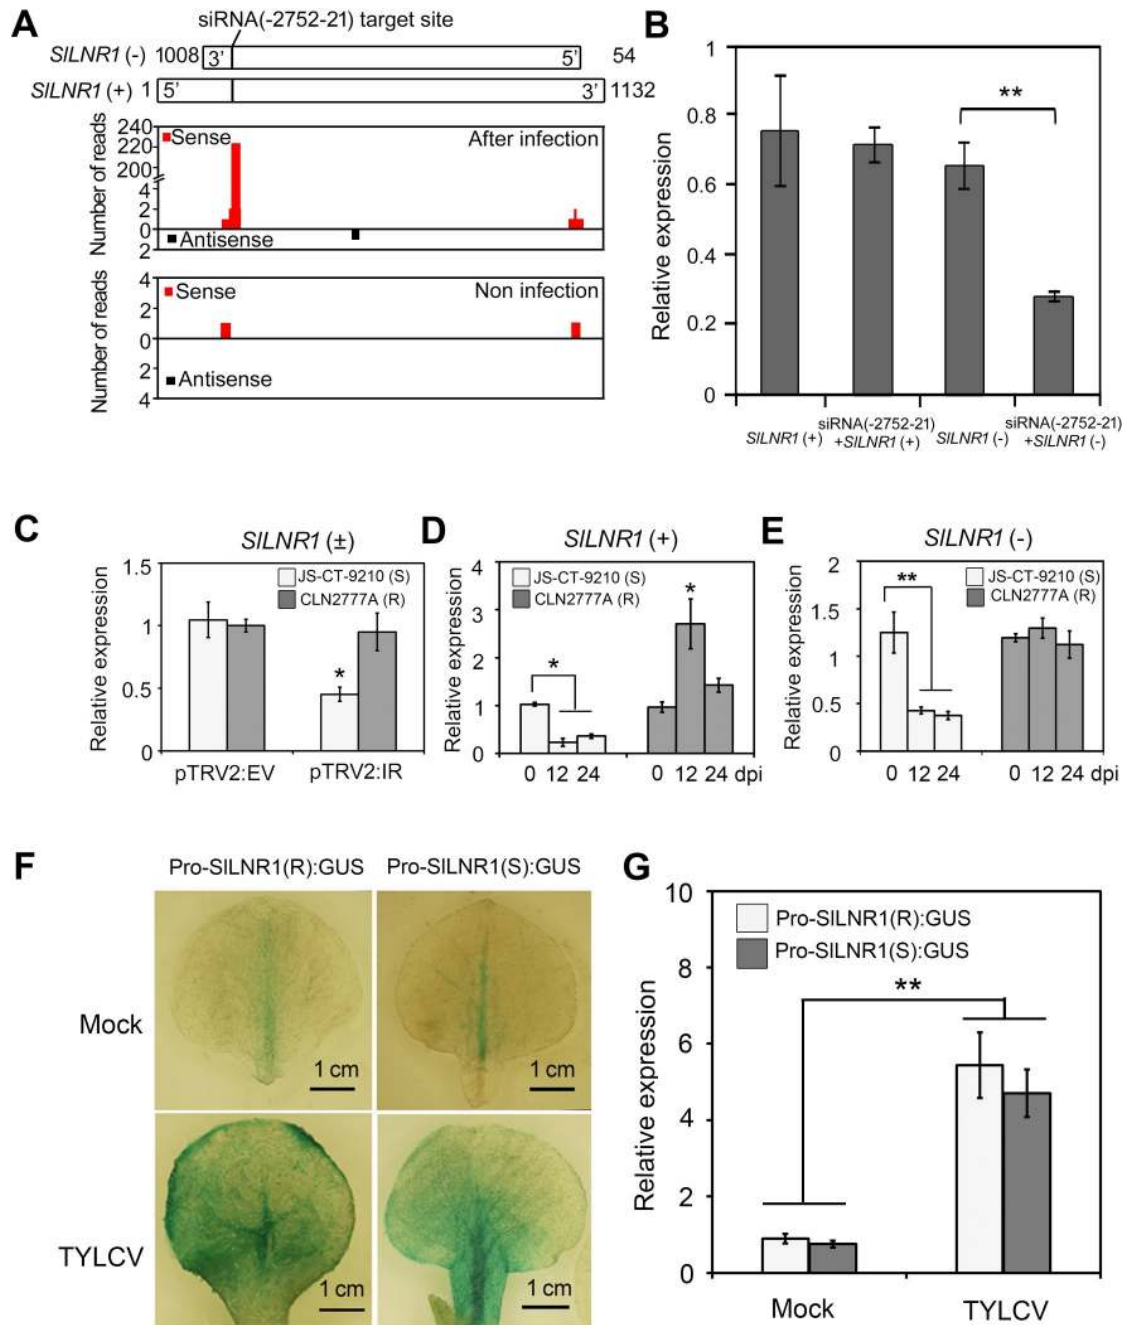 A
siRNA(-2752-21) target site
SlLNR1 (-) 1008 3’ 5’ 54
SlLNR1 (+) 1 5’ 3’ 1132
Number of reads
240
220
200
4
2
0
2
Sense
After infection
Antisense
Number of reads
4
2
0
2
4
Sense
Non infection
Antisense
B
Relative expression
1
0.8
0.6
0.4
0.2
0
**
SlLNR1 (+)
siRNA(-2752-21)
+SlLNR1 (+)
SlLNR1 (-)
siRNA(-2752-21)
+SlLNR1 (-)
C
SlLNR1 (±)
Relative expression
1.5
1
0.5
0
JS-CT-9210 (S)
CLN2777A (R)
*
pTRV2:EV pTRV2:IR
D
SlLNR1 (+)
Relative expression
4
3
2
1
0
JS-CT-9210 (S)
CLN2777A (R)
*
*
0 12 24 0 12 24 dpi
E
SlLNR1 (-)
Relative expression
2
1.5
1
0.5
0
JS-CT-9210 (S)
CLN2777A (R)
**
0 12 24 0 12 24 dpi
F
Pro-SlLNR1(R):GUS Pro-SlLNR1(S):GUS
Mock
1 cm 1 cm
TYLCV
1 cm 1 cm
G
Relative expression
10
8
6
4
2
0
Pro-SlLNR1(R):GUS
Pro-SlLNR1(S):GUS
**
Mock TYLCV